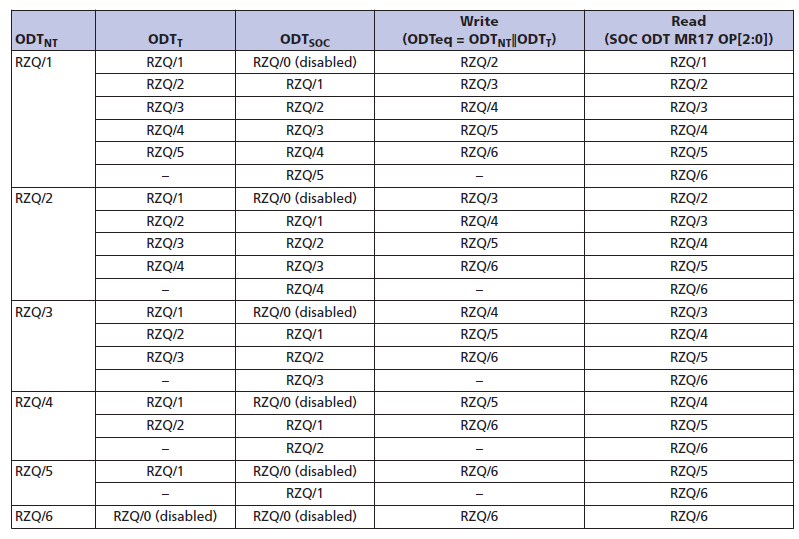 ODTNT ODTT ODTSOC Write (ODTeq = ODTNT||ODTT) Read (SOC ODT MR17 OP[2:0])
RZQ/1 RZQ/1 RZQ/0 (disabled) RZQ/2 RZQ/1
RZQ/2 RZQ/1 RZQ/3 RZQ/2
RZQ/3 RZQ/2 RZQ/4 RZQ/3
RZQ/4 RZQ/3 RZQ/5 RZQ/4
RZQ/5 RZQ/4 RZQ/6 RZQ/5
– RZQ/5 – RZQ/6
RZQ/2 RZQ/1 RZQ/0 (disabled) RZQ/3 RZQ/2
RZQ/2 RZQ/1 RZQ/4 RZQ/3
RZQ/3 RZQ/2 RZQ/5 RZQ/4
RZQ/4 RZQ/3 RZQ/6 RZQ/5
– RZQ/4 – RZQ/6
RZQ/3 RZQ/1 RZQ/0 (disabled) RZQ/4 RZQ/3
RZQ/2 RZQ/1 RZQ/5 RZQ/4
RZQ/3 RZQ/2 RZQ/6 RZQ/5
– RZQ/3 – RZQ/6
RZQ/4 RZQ/1 RZQ/0 (disabled) RZQ/5 RZQ/4
RZQ/2 RZQ/1 RZQ/6 RZQ/5
– RZQ/2 – RZQ/6
RZQ/5 RZQ/1 RZQ/0 (disabled) RZQ/6 RZQ/5
– RZQ/1 – RZQ/6
RZQ/6 RZQ/0 (disabled) RZQ/0 (disabled) RZQ/6 RZQ/6